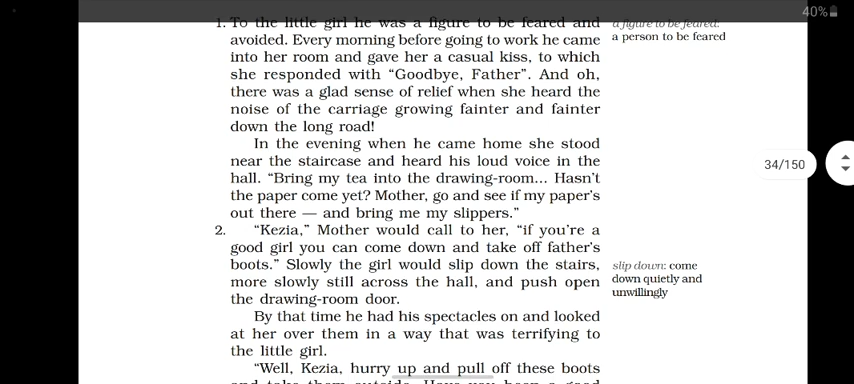 40%
1. To the little girl he was a figure to be feared and
avoided. Every morning before going to work he came
into her room and gave her a casual kiss, to which
she responded with “Goodbye, Father”. And oh,
there was a glad sense of relief when she heard the
noise of the carriage growing fainter and fainter
down the long road!
a figure to be feared:
a person to be feared
In the evening when he came home she stood
near the staircase and heard his loud voice in the
hall. “Bring my tea into the drawing-room... Hasn’t
the paper come yet? Mother, go and see if my paper’s
out there — and bring me my slippers.”
34/150
2. “Kezia,” Mother would call to her, “if you’re a
good girl you can come down and take off father’s
boots.” Slowly the girl would slip down the stairs,
more slowly still across the hall, and push open
the drawing-room door.
slip down: come
down quietly and
unwillingly
By that time he had his spectacles on and looked
at her over them in a way that was terrifying to
the little girl.
“Well, Kezia, hurry up and pull off these boots
and take them outside. Have you been a good